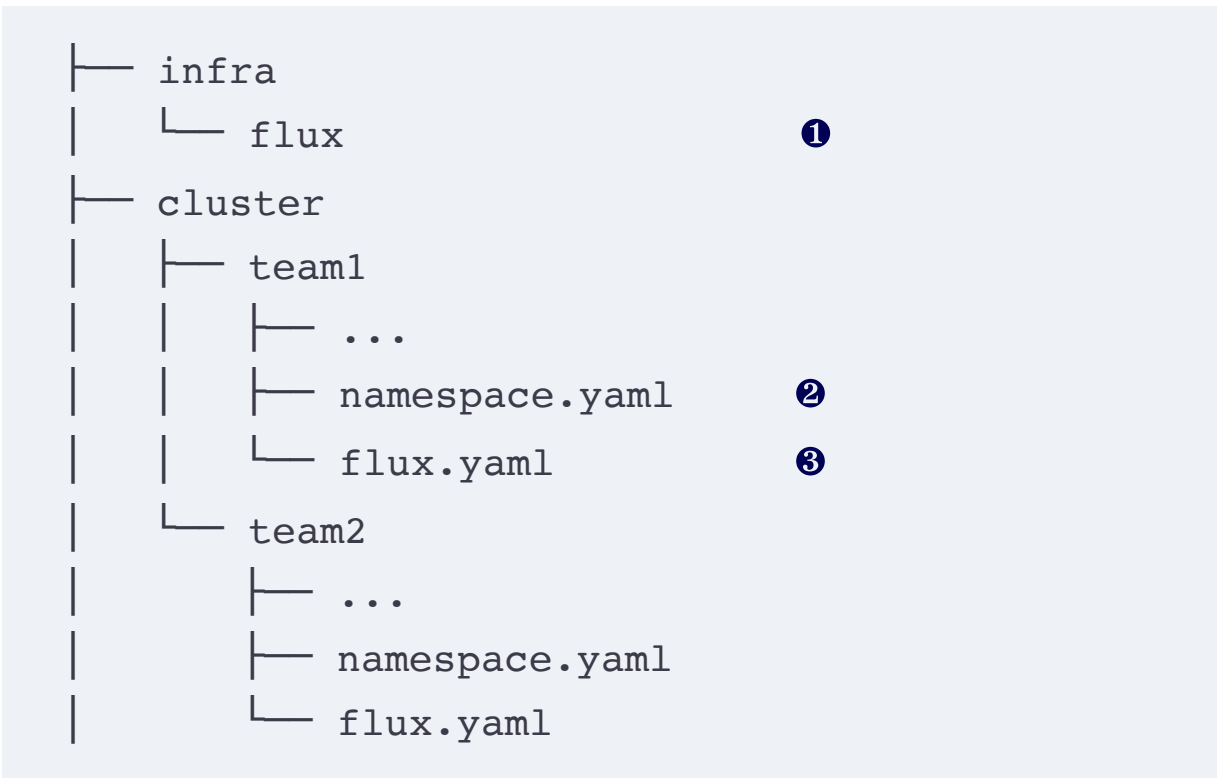 ├── infra
│   └── flux ❶
├── cluster
│   ├── team1
│   │   ├── ...
│   │   ├── namespace.yaml ❷
│   │   └── flux.yaml ❸
│   └── team2
│       ├── ...
│       ├── namespace.yaml
│       └── flux.yaml